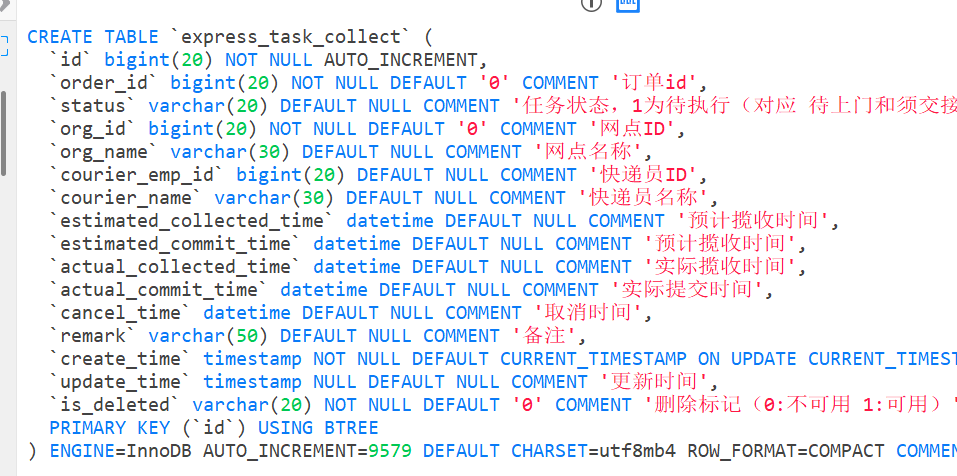 CREATE TABLE `express_task_collect` (
`id` bigint(20) NOT NULL AUTO_INCREMENT,
`order_id` bigint(20) NOT NULL DEFAULT '0' COMMENT '订单id',
`status` varchar(20) DEFAULT NULL COMMENT '任务状态，1为待执行（对应 待上门和须交接
`org_id` bigint(20) NOT NULL DEFAULT '0' COMMENT '网点ID',
`org_name` varchar(30) DEFAULT NULL COMMENT '网点名称',
`courier_emp_id` bigint(20) DEFAULT NULL COMMENT '快递员ID',
`courier_name` varchar(30) DEFAULT NULL COMMENT '快递员名称',
`estimated_collected_time` datetime DEFAULT NULL COMMENT '预计揽收时间',
`estimated_commit_time` datetime DEFAULT NULL COMMENT '预计揽收时间',
`actual_collected_time` datetime DEFAULT NULL COMMENT '实际揽收时间',
`actual_commit_time` datetime DEFAULT NULL COMMENT '实际提交时间',
`cancel_time` datetime DEFAULT NULL COMMENT '取消时间',
`remark` varchar(50) DEFAULT NULL COMMENT '备注',
`create_time` timestamp NOT NULL DEFAULT CURRENT_TIMESTAMP ON UPDATE CURRENT_TIMEST
`update_time` timestamp NULL DEFAULT NULL COMMENT '更新时间',
`is_deleted` varchar(20) NOT NULL DEFAULT '0' COMMENT '删除标记（0:不可用 1:可用）'
PRIMARY KEY (`id`) USING BTREE
) ENGINE=InnoDB AUTO_INCREMENT=9579 DEFAULT CHARSET=utf8mb4 ROW_FORMAT=COMPACT COMMEN